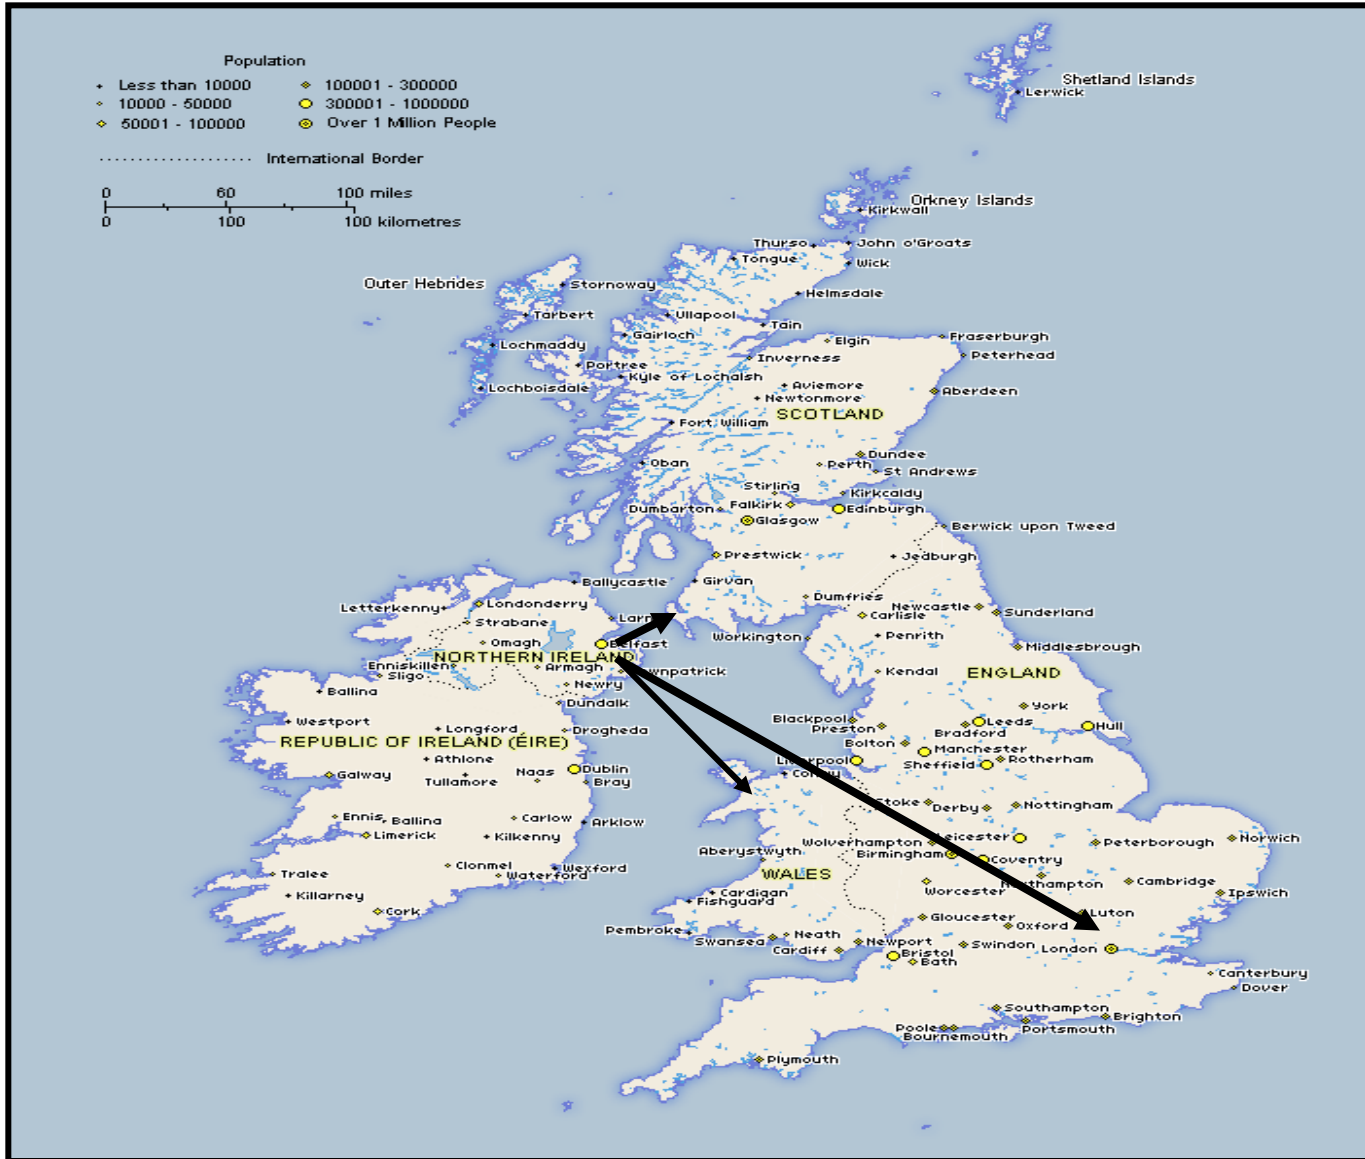 Population
Less than 10000
10000 - 50000
50001 - 100000
100001 - 300000
300001 - 1000000
Over 1 Million People
International Border
0 60 100 miles
0 100 100 kilometres
Shetland Islands
Lerwick
Orkney Islands
Kirkwall
Thurso
John o'Groats
Tongue
Wick
Outer Hebrides
Stornoway
Helmsdale
Tarbert
Ullapool
Tain
Gairloch
Elgin
Fraserburgh
Lochmaddy
Inverness
Peterhead
Portree
Kyle of Lochalsh
Lochboisdale
Aviemore
Aberdeen
Newtonmore
SCOTLAND
Fort William
Dundee
Oban
Perth
St Andrews
Stirling
Kirkcaldy
Dumbarton
Falkirk
Edinburgh
Glasgow
Berwick upon Tweed
Prestwick
Jedburgh
Ballycastle
Girvan
Letterkenny
Londonderry
Dumfries
Newcastle
Sunderland
Strabane
Larn
Carlisle
Omagh
Belfast
Workington
Penrith
Middlesbrough
NORTHERN IRELAND
Enniskillen
Armagh
wnpatrick
Kendal
ENGLAND
Sligo
Newry
Ballina
Dundalk
York
Westport
Longford
Drogheda
Blackpool
Preston
Leeds
Bradford
Hull
REPUBLIC OF IRELAND (ÉIRE)
Bolton
Manchester
Athlone
Liverpool
Sheffield
Rotherham
Galway
Tullamore
Naas
Dublin
Bray
Conwy
Stoke
Derby
Nottingham
Ennis
Ballina
Carlow
Arklow
Limerick
Kilkenny
Wolverhampton
Leicester
Peterborough
Norwich
Aberystwyth
Birmingham
Coventry
Clonmel
Wexford
Waterford
WALES
Tralee
Worcester
Northampton
Cambridge
Killarney
Cardigan
Fishguard
Ipswich
Cork
Gloucester
Oxford
Luton
Pembroke
Swansea
Neath
Cardiff
Newport
Swindon
London
Bristol
Bath
Canterbury
Dover
Southampton
Brighton
Poole
Portsmouth
Bournemouth
Plymouth